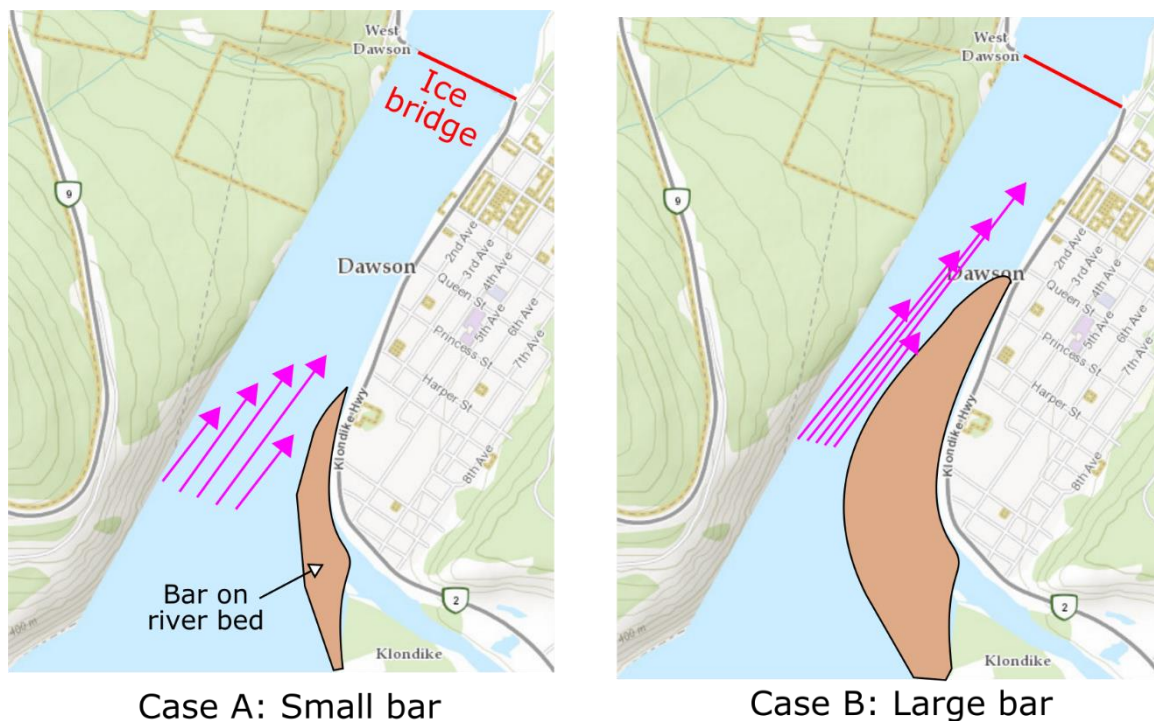 West
Dawson
Ice
bridge
9
2nd Ave
3rd Ave
4th Ave
Dawson
Queen St
5th Ave
6th Ave
Princess St
7th Ave
Harper St
Klondike Hwy
8th Ave
Bar on
river bed
2
400 m
Klondike
Case A: Small bar
West
Dawson
9
2nd Ave
3rd Ave
Dawson
4th Ave
Queen St
5th Ave
6th Ave
Princess St
7th Ave
Harper St
Klondike Hwy
8th Ave
2
400 m
Klondike
Case B: Large bar